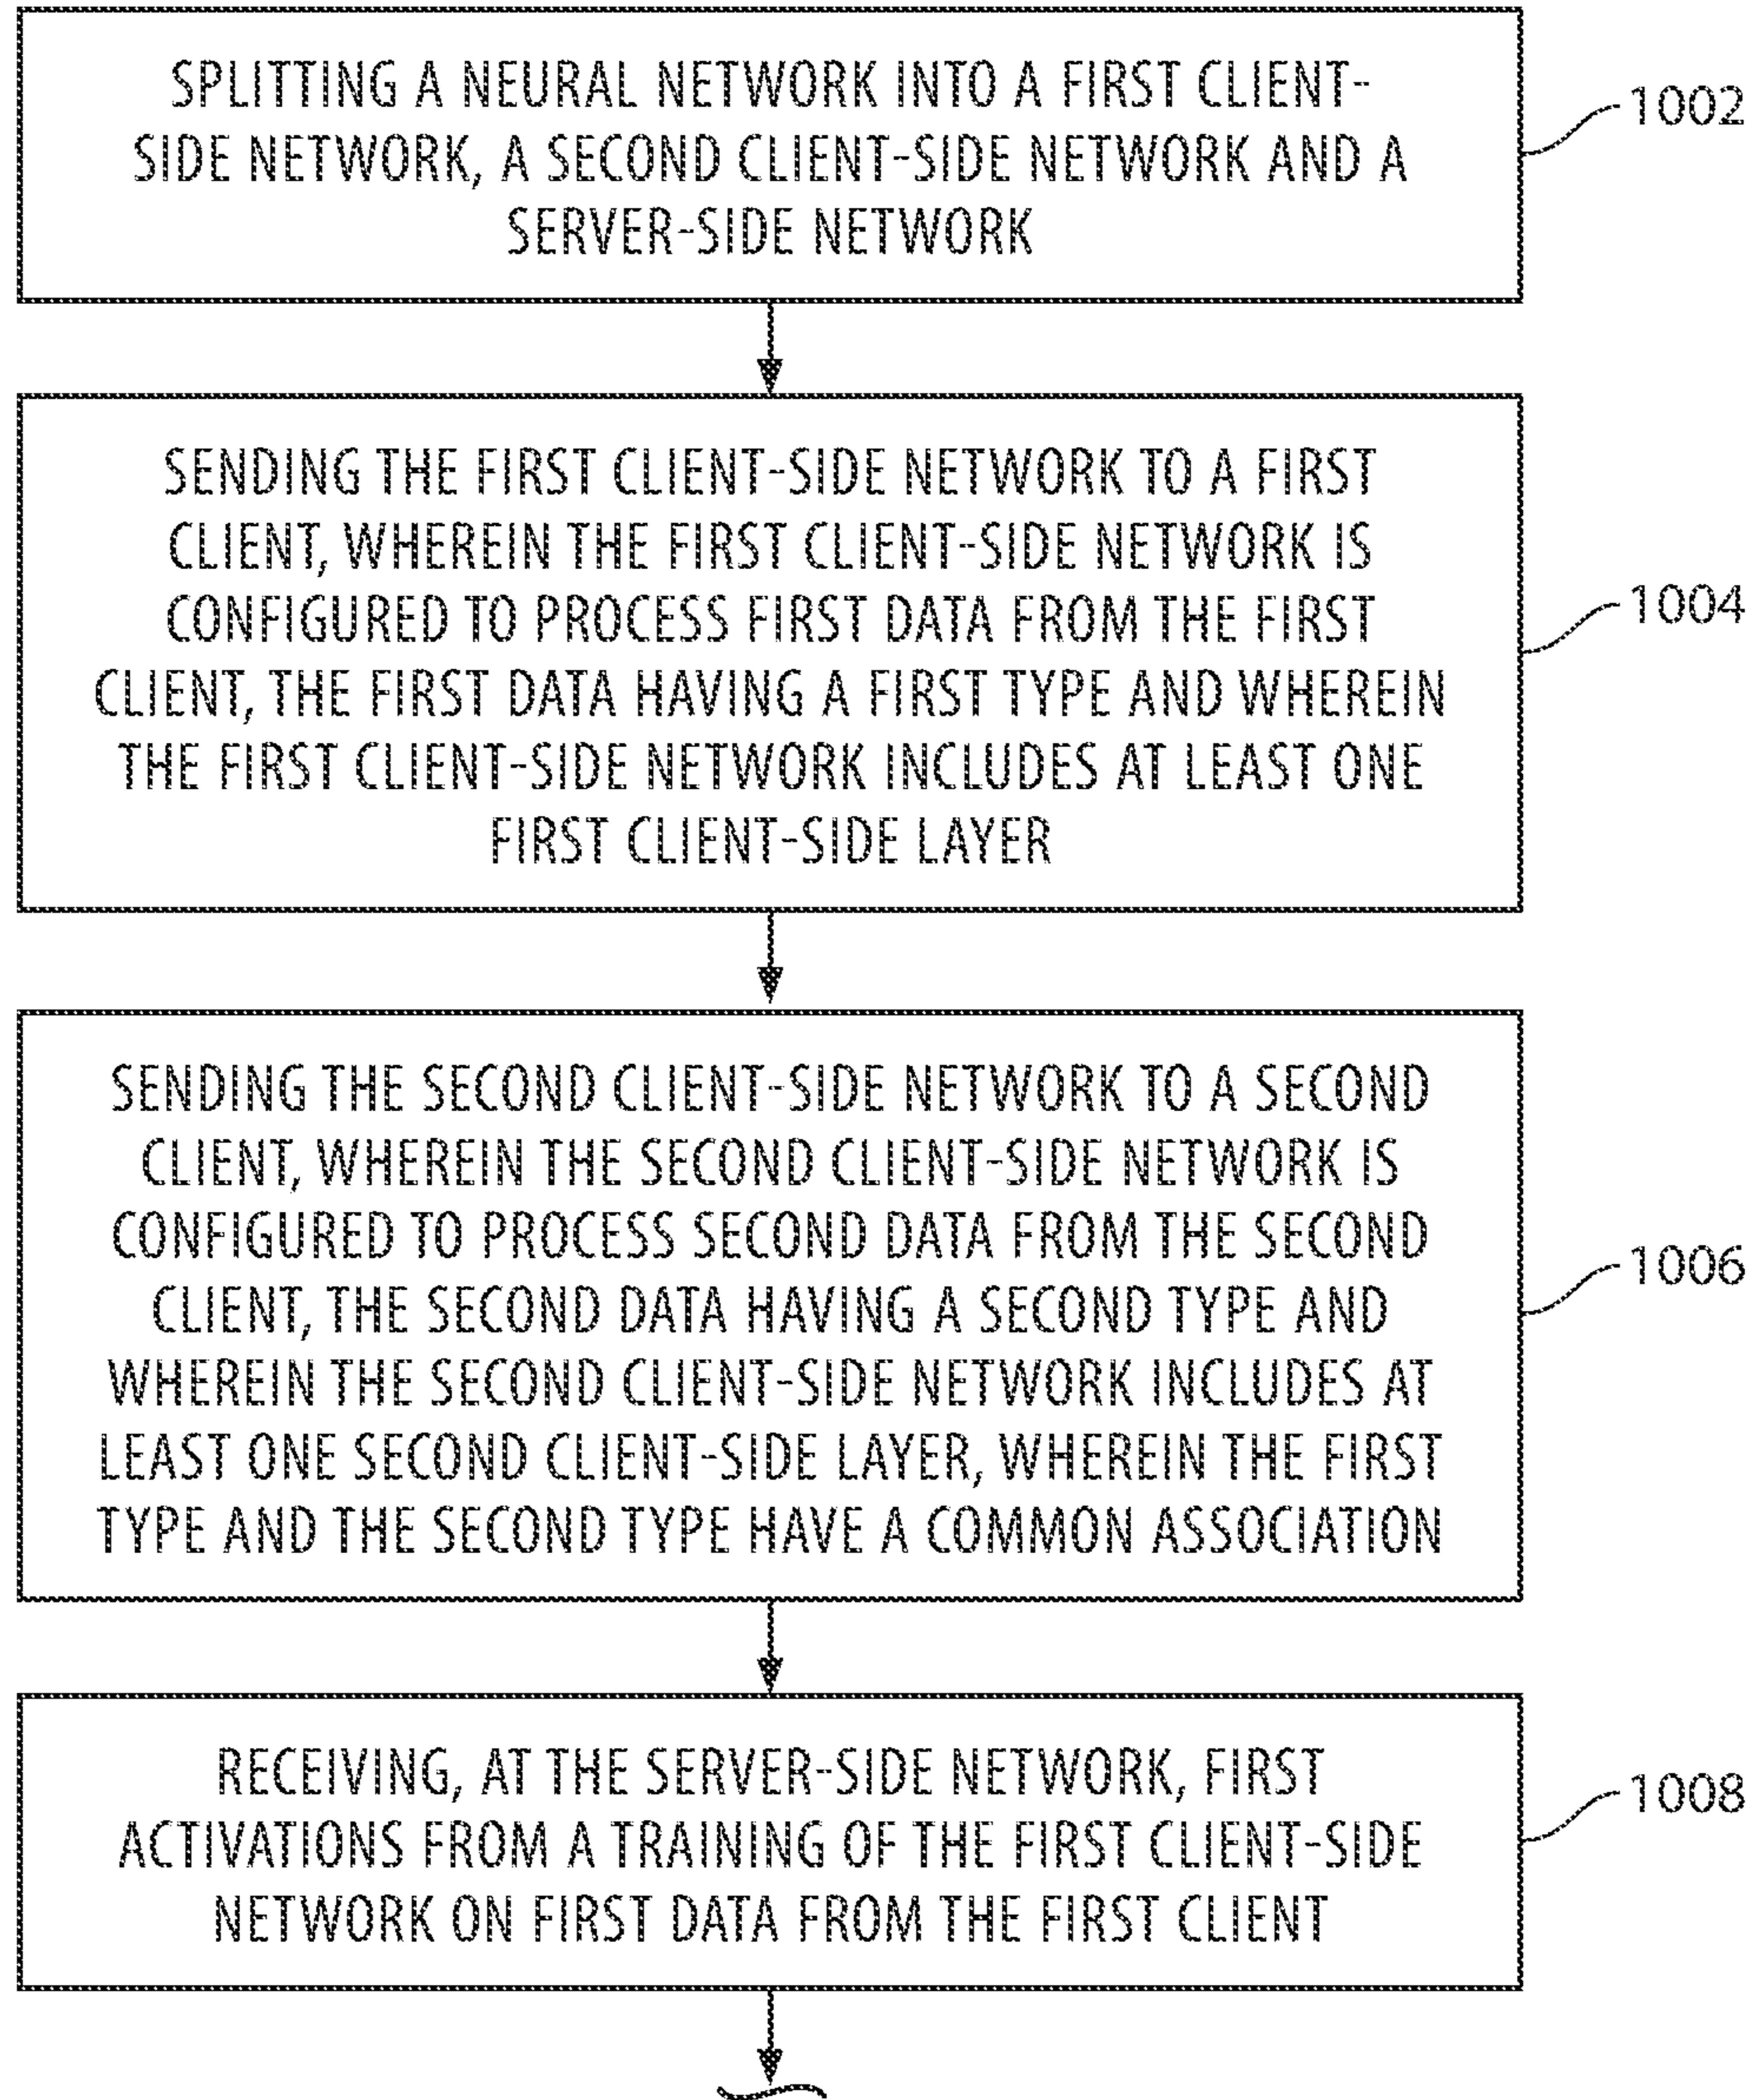 SPLITTING A NEURAL NETWORK INTO A FIRST CLIENT-
SIDE NETWORK, A SECOND CLIENT-SIDE NETWORK AND A
SERVER-SIDE NETWORK
1002
SENDING THE FIRST CLIENT-SIDE NETWORK TO A FIRST
CLIENT, WHEREIN THE FIRST CLIENT-SIDE NETWORK IS
CONFIGURED TO PROCESS FIRST DATA FROM THE FIRST
CLIENT, THE FIRST DATA HAVING A FIRST TYPE AND WHEREIN
THE FIRST CLIENT-SIDE NETWORK INCLUDES AT LEAST ONE
FIRST CLIENT-SIDE LAYER
1004
SENDING THE SECOND CLIENT-SIDE NETWORK TO A SECOND
CLIENT, WHEREIN THE SECOND CLIENT-SIDE NETWORK IS
CONFIGURED TO PROCESS SECOND DATA FROM THE SECOND
CLIENT, THE SECOND DATA HAVING A SECOND TYPE AND
WHEREIN THE SECOND CLIENT-SIDE NETWORK INCLUDES AT
LEAST ONE SECOND CLIENT-SIDE LAYER, WHEREIN THE FIRST
TYPE AND THE SECOND TYPE HAVE A COMMON ASSOCIATION
1006
RECEIVING, AT THE SERVER-SIDE NETWORK, FIRST
ACTIVATIONS FROM A TRAINING OF THE FIRST CLIENT-SIDE
NETWORK ON FIRST DATA FROM THE FIRST CLIENT
1008